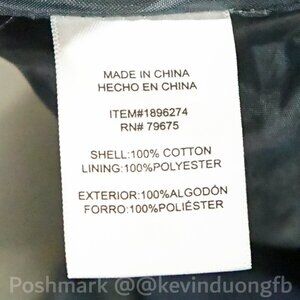 MADE IN CHINA
HECHO EN CHINA
ITEM#1896274
RN# 79675
SHELL:100% COTTON
LINING:100%POLYESTER
EXTERIOR:100%ALGODÓN
FORRO:100%POLIÉSTER
Poshmark @@kevinduongfb